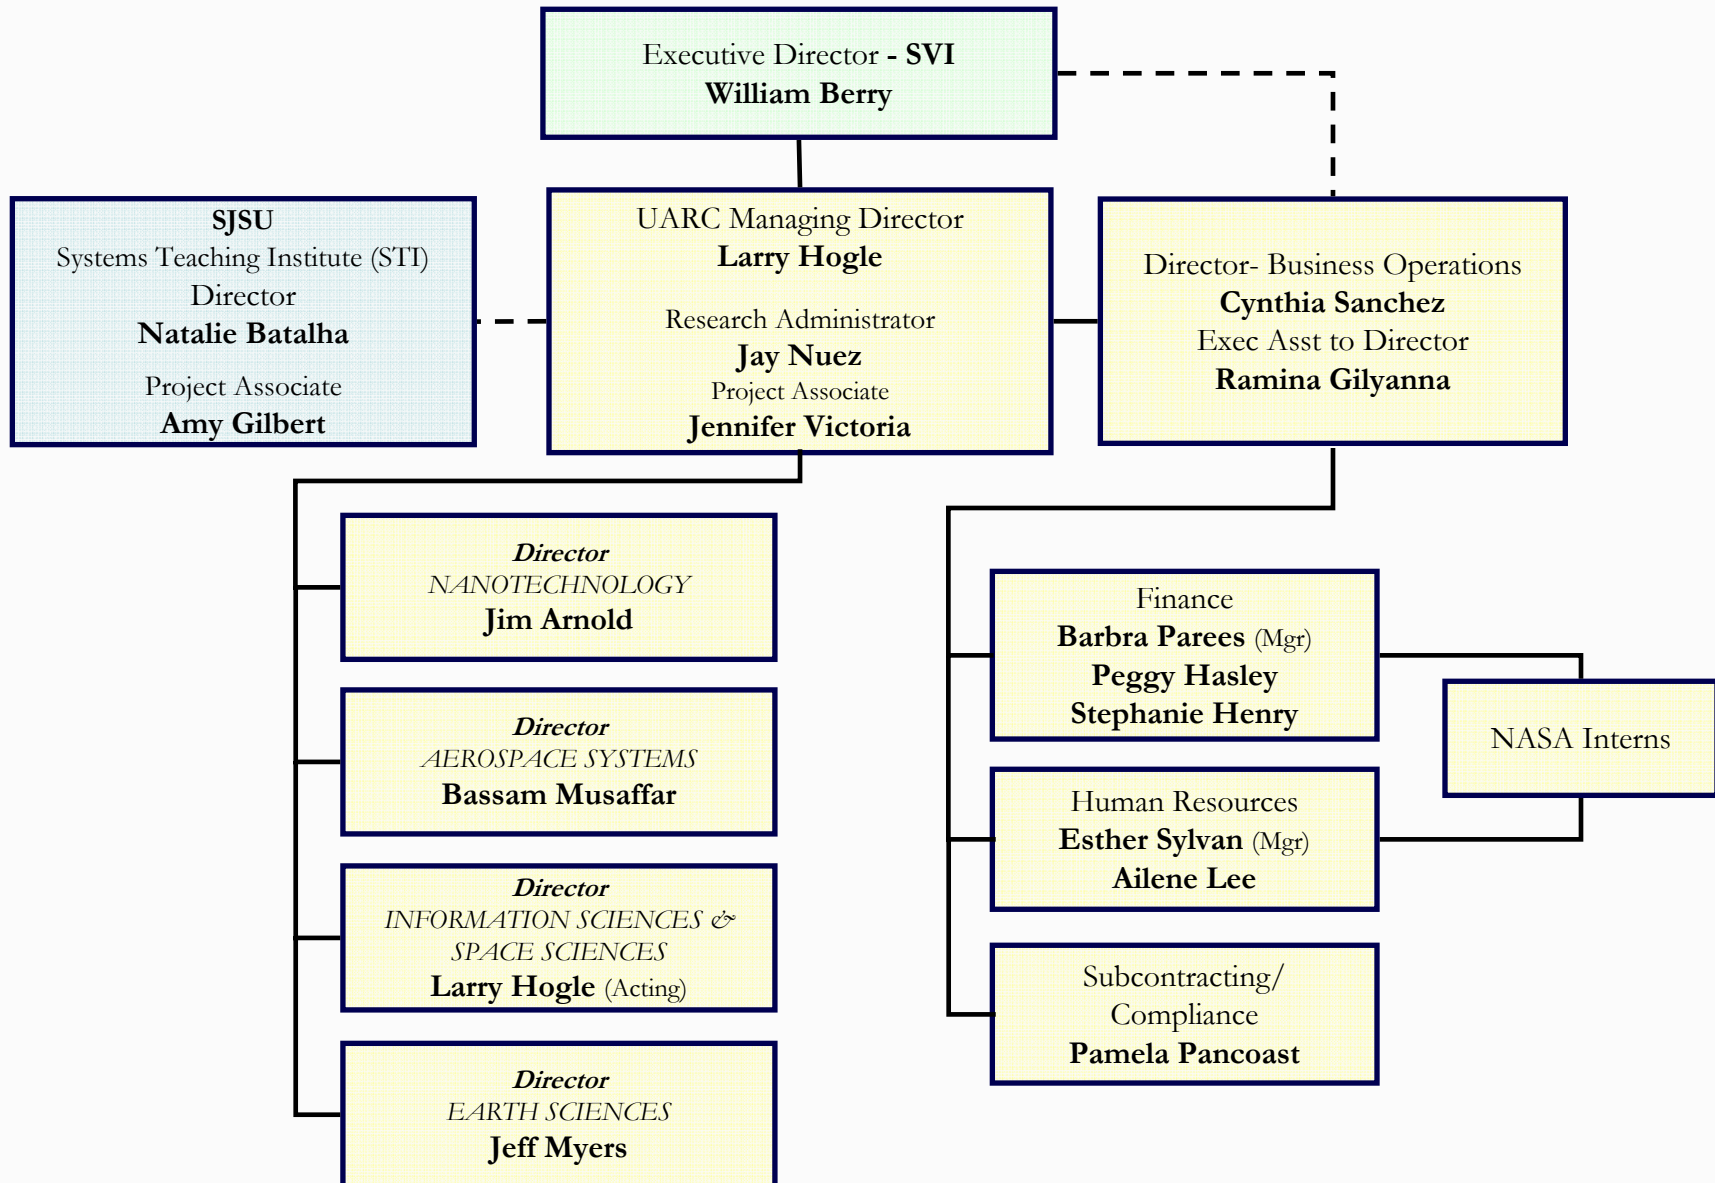 Executive Director - SVI
William Berry
SJSU
Systems Teaching Institute (STI)
Director
Natalie Batalha
Project Associate
Amy Gilbert
UARC Managing Director
Larry Hogle
Research Administrator
Jay Nuez
Project Associate
Jennifer Victoria
Director- Business Operations
Cynthia Sanchez
Exec Asst to Director
Ramina Gilyanna
Director
NANOTECHNOLOGY
Jim Arnold
Director
AEROSPACE SYSTEMS
Bassam Musaffar
Director
INFORMATION SCIENCES &
SPACE SCIENCES
Larry Hogle (Acting)
Director
EARTH SCIENCES
Jeff Myers
Finance
Barbra Parees (Mgr)
Peggy Hasley
Stephanie Henry
NASA Interns
Human Resources
Esther Sylvan (Mgr)
Ailene Lee
Subcontracting/
Compliance
Pamela Pancoast